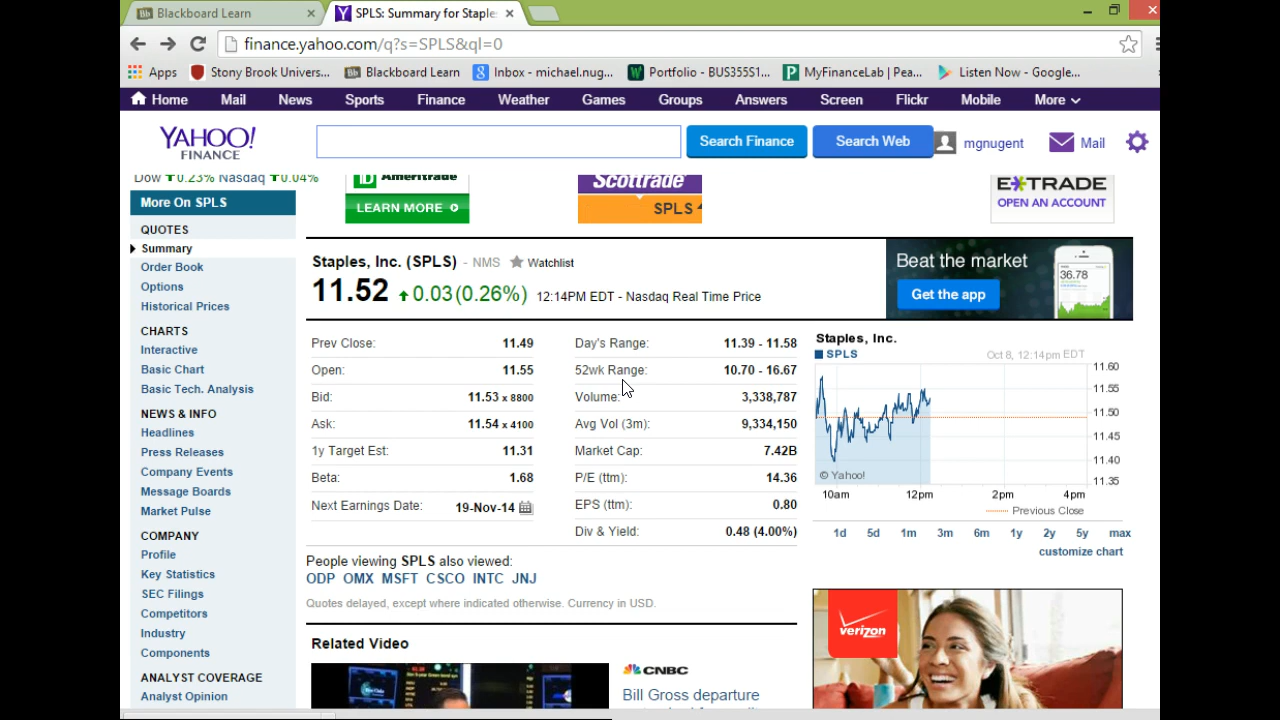 Blackboard Learn
SPLS: Summary for Staple
finance.yahoo.com/q?s=SPLS&ql=0
Apps Stony Brook Univers... Blackboard Learn Inbox - michael.nug... Portfolio - BUS355S1... MyFinanceLab | Pea... Listen Now - Google...
Home Mail News Sports Finance Weather Games Groups Answers Screen Flickr Mobile More
YAHOO!
FINANCE
Search Finance Search Web mgnugent Mail
Dow 0.23% Nasdaq 0.04%
TD Ameritrade
LEARN MORE
Scottrade
SPLS
E*TRADE
OPEN AN ACCOUNT
More On SPLS
QUOTES
Summary
Order Book
Options
Historical Prices
CHARTS
Interactive
Basic Chart
Basic Tech. Analysis
NEWS & INFO
Headlines
Press Releases
Company Events
Message Boards
Market Pulse
COMPANY
Profile
Key Statistics
SEC Filings
Competitors
Industry
Components
ANALYST COVERAGE
Analyst Opinion
Staples, Inc. (SPLS) - NMS Watchlist
11.52 0.03 (0.26%) 12:14PM EDT - Nasdaq Real Time Price
Beat the market
Get the app
36.78
Prev Close: 11.49
Open: 11.55
Bid: 11.53 x 8800
Ask: 11.54 x 4100
1y Target Est: 11.31
Beta: 1.68
Next Earnings Date: 19-Nov-14
Day's Range: 11.39 - 11.58
52wk Range: 10.70 - 16.67
Volume: 3,338,787
Avg Vol (3m): 9,334,150
Market Cap: 7.42B
P/E (ttm): 14.36
EPS (ttm): 0.80
Div & Yield: 0.48 (4.00%)
Staples, Inc.
SPLS Oct 8, 12:14pm EDT
11.60
11.55
11.50
11.45
11.40
11.35
© Yahoo!
10am 12pm 2pm 4pm
Previous Close
1d 5d 1m 3m 6m 1y 2y 5y max
customize chart
People viewing SPLS also viewed:
ODP OMX MSFT CSCO INTC JNJ
Quotes delayed, except where indicated otherwise. Currency in USD.
Related Video
CNBC
Bill Gross departure
verizon